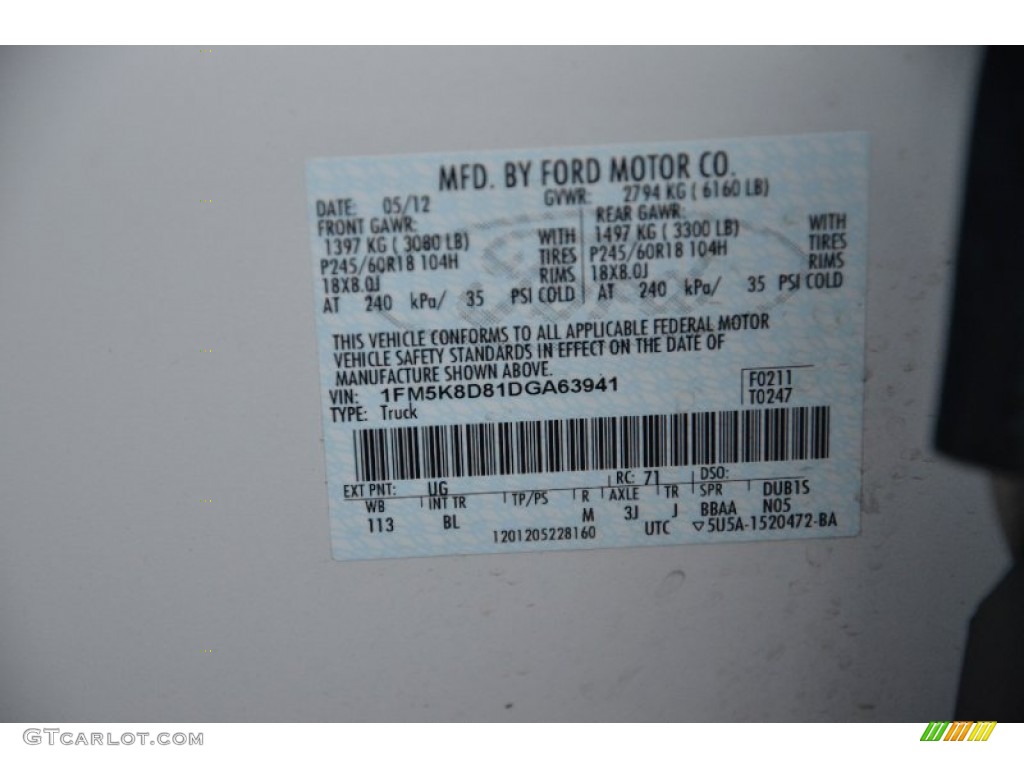 MFD. BY FORD MOTOR CO.
DATE: 05/12 GVWR: 2794 KG ( 6160 LB)
FRONT GAWR: REAR GAWR:
1397 KG ( 3080 LB) WITH 1497 KG ( 3300 LB) WITH
P245/60R18 104H TIRES P245/60R18 104H TIRES
18X8.0J RIMS 18X8.0J RIMS
AT 240 kPa/ 35 PSI COLD AT 240 kPa/ 35 PSI COLD
THIS VEHICLE CONFORMS TO ALL APPLICABLE FEDERAL MOTOR
VEHICLE SAFETY STANDARDS IN EFFECT ON THE DATE OF
MANUFACTURE SHOWN ABOVE.
VIN: 1FM5K8D81DGA63941 F0211
TYPE: Truck T0247
EXT PNT: UG RC: 71 DSO:
WB INT TR TP/PS R AXLE TR SPR DUB1S
113 BL M 3J J BBAA N05
1201205228160 UTC ▽5U5A-1520472-BA
GTCARLOT.COM